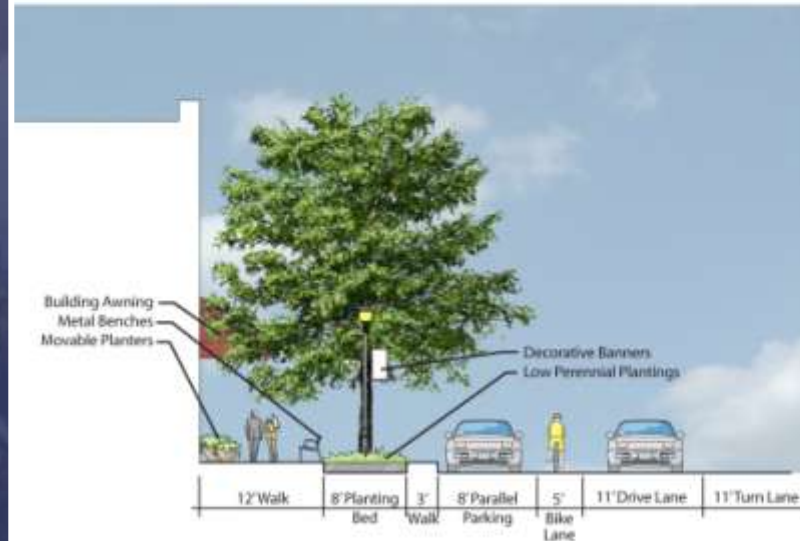 Building Awning
Metal Benches
Movable Planters
Decorative Banners
Low Perennial Plantings
12' Walk
8' Planting
Bed
3'
Walk
8' Parallel
Parking
5'
Bike
Lane
11' Drive Lane
11' Turn Lane